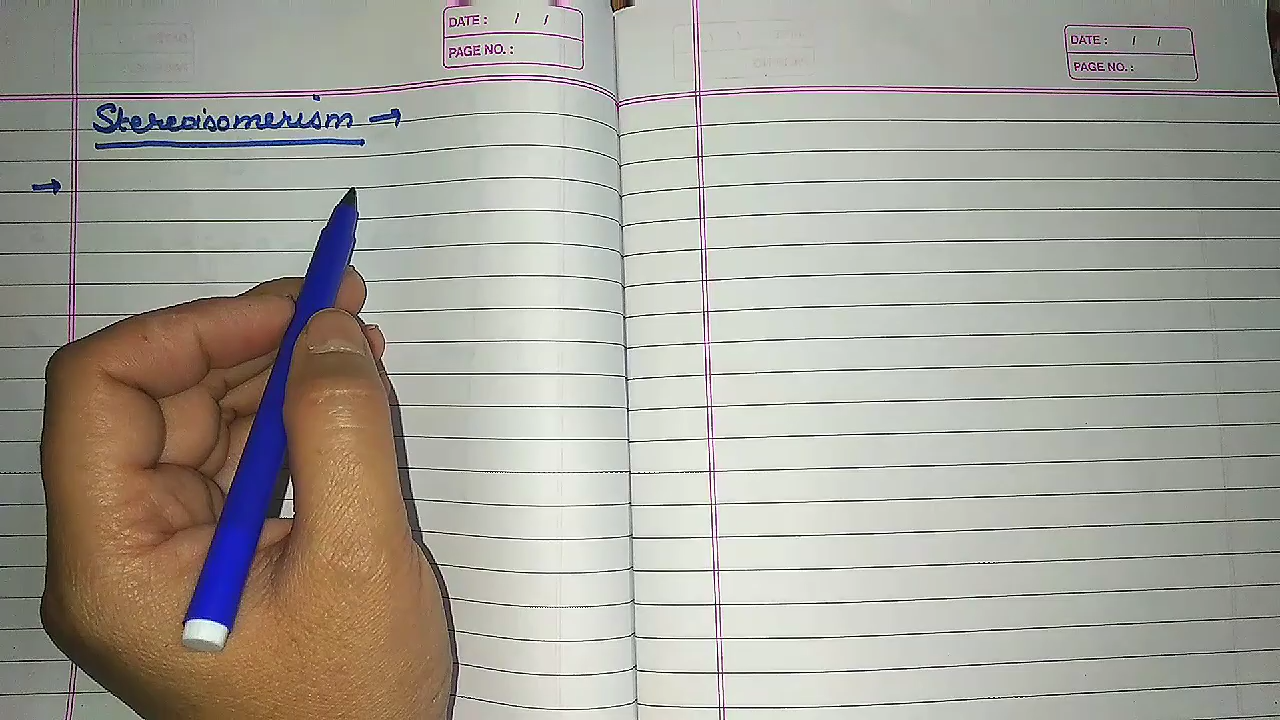 DATE : / /
PAGE NO. :
Stereoisomerism →
→
DATE : / /
PAGE NO. :